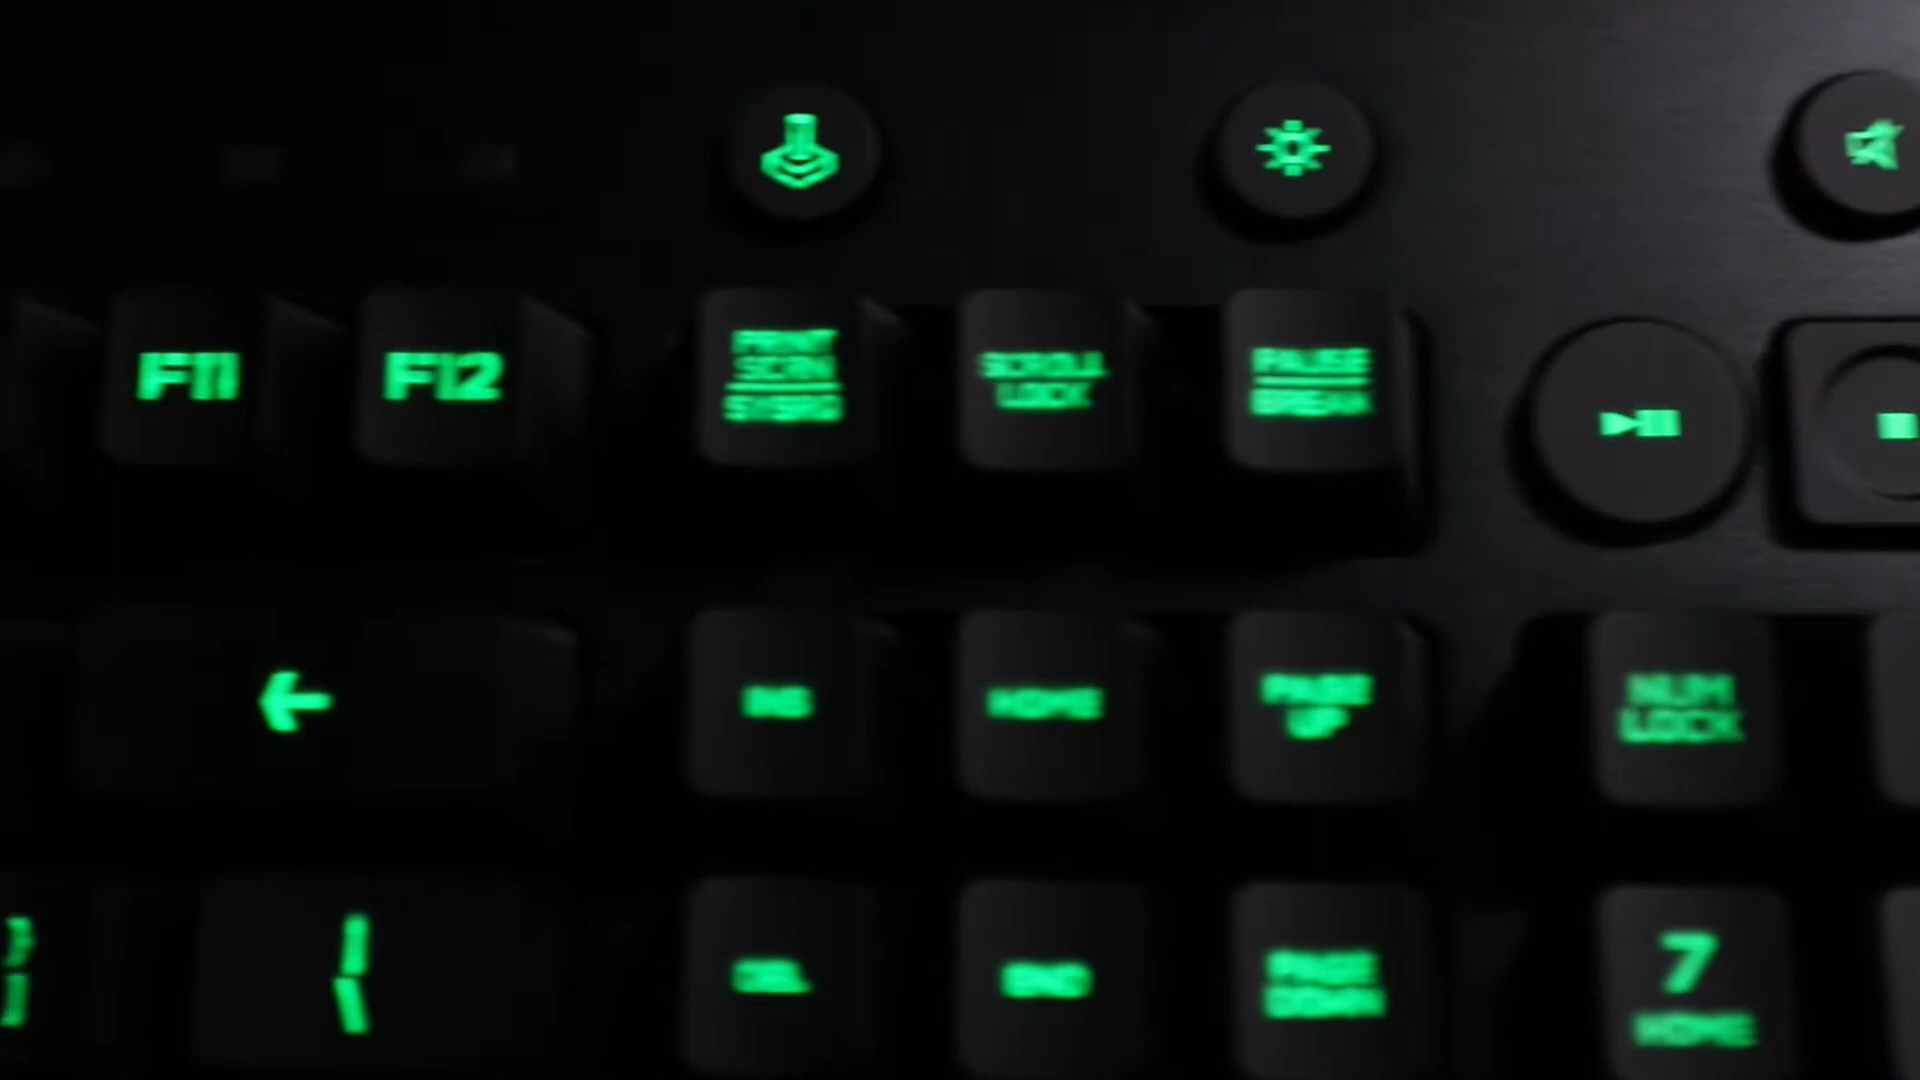 F11 F12 PRINT
SCRN
SYSRQ
SCROLL
LOCK
PAUSE
BREAK
INS HOME PAGE
UP
NUM
LOCK
}
]
|
\
DEL END PAGE
DOWN
7
HOME